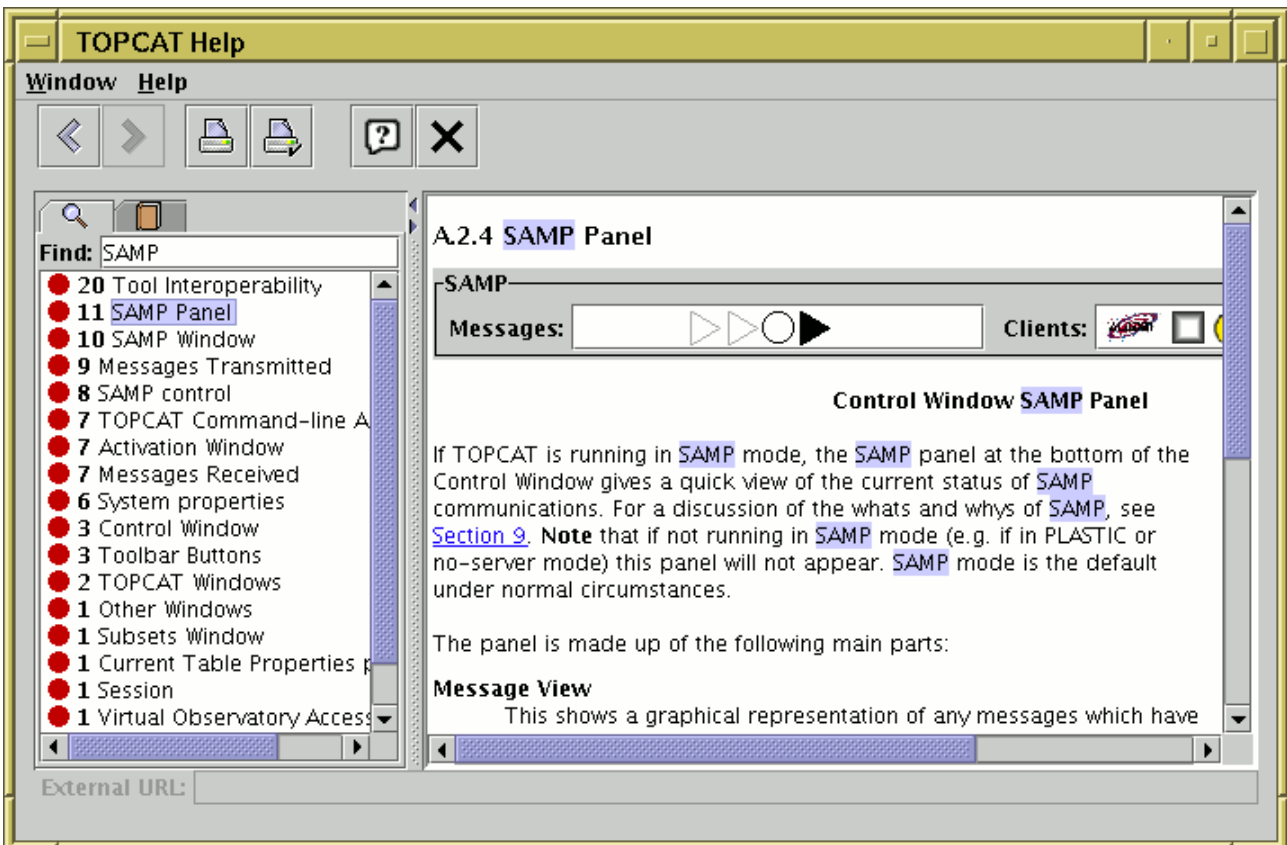 TOPCAT Help
Window Help
Find: SAMP
20 Tool Interoperability
11 SAMP Panel
10 SAMP Window
9 Messages Transmitted
8 SAMP control
7 TOPCAT Command-line A
7 Activation Window
7 Messages Received
6 System properties
3 Control Window
3 Toolbar Buttons
2 TOPCAT Windows
1 Other Windows
1 Subsets Window
1 Current Table Properties p
1 Session
1 Virtual Observatory Access
A.2.4 SAMP Panel
SAMP
Messages: Clients:
Control Window SAMP Panel
If TOPCAT is running in SAMP mode, the SAMP panel at the bottom of the
Control Window gives a quick view of the current status of SAMP
communications. For a discussion of the whats and whys of SAMP, see
Section 9. Note that if not running in SAMP mode (e.g. if in PLASTIC or
no-server mode) this panel will not appear. SAMP mode is the default
under normal circumstances.
The panel is made up of the following main parts:
Message View
This shows a graphical representation of any messages which have
External URL: